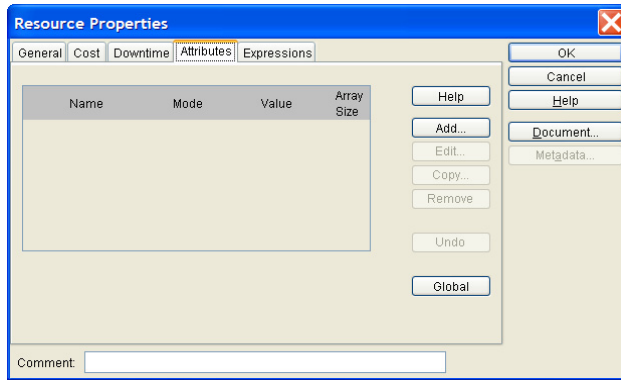 Resource Properties
General Cost Downtime Attributes Expressions
OK
Cancel
Help
Document...
Metadata...
Name Mode Value Array Size
Help
Add...
Edit...
Copy...
Remove
Undo
Global
Comment: